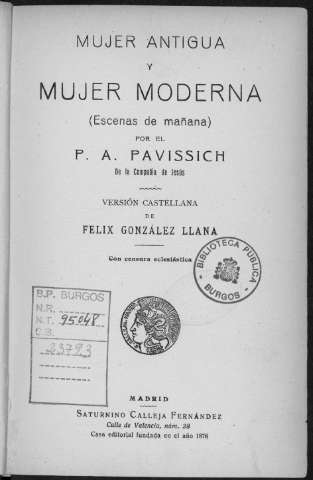 MUJER ANTIGUA
Y
MUJER MODERNA
(Escenas de mañana)
POR EL
P. A. PAVISSICH
De la Compañía de Jesús
VERSIÓN CASTELLANA
DE
FELIX GONZÁLEZ LLANA
Con censura eclesiástica
BIBLIOTECA PÚBLICA
BURGOS
B.P. BURGOS
N.R.
N.T. 95048
C.B.
23793
MADRID
SATURNINO CALLEJA FERNÁNDEZ
Calle de Valencia, núm. 28
Casa editorial fundada en el año 1876